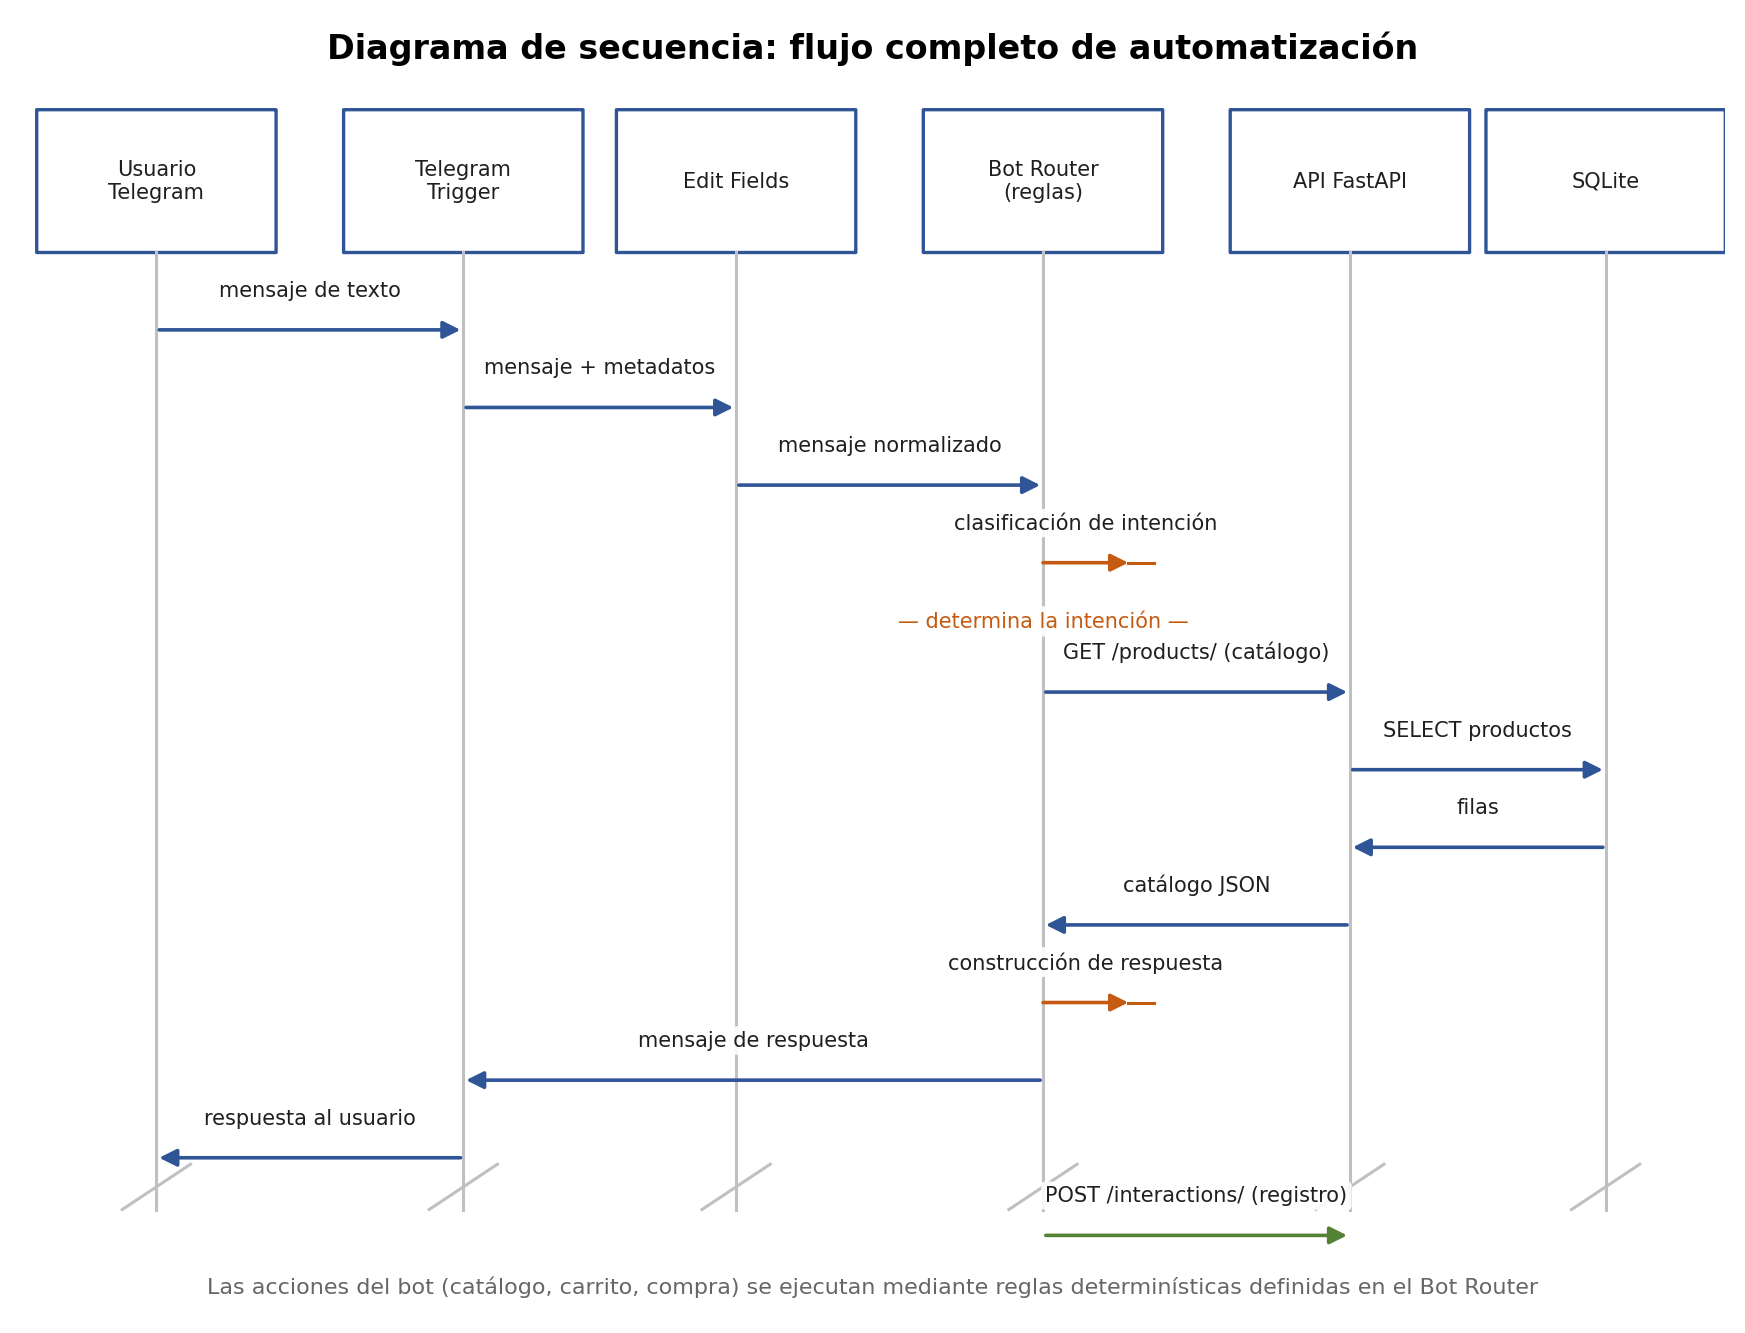 Diagrama de secuencia: flujo completo de automatización
Usuario
Telegram
Telegram
Trigger
Edit Fields
Bot Router
(reglas)
API FastAPI
SQLite
mensaje de texto
mensaje + metadatos
mensaje normalizado
clasificación de intención
— determina la intención —
GET /products/ (catálogo)
SELECT productos
filas
catálogo JSON
construcción de respuesta
mensaje de respuesta
respuesta al usuario
POST /interactions/ (registro)
Las acciones del bot (catálogo, carrito, compra) se ejecutan mediante reglas determinísticas definidas en el Bot Router